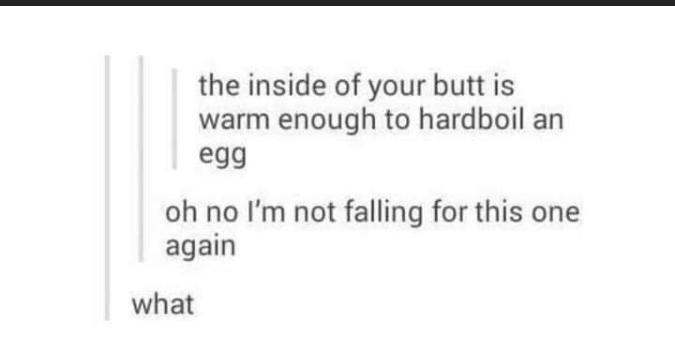 the inside of your butt is
warm enough to hardboil an
egg
oh no I'm not falling for this one
again
what